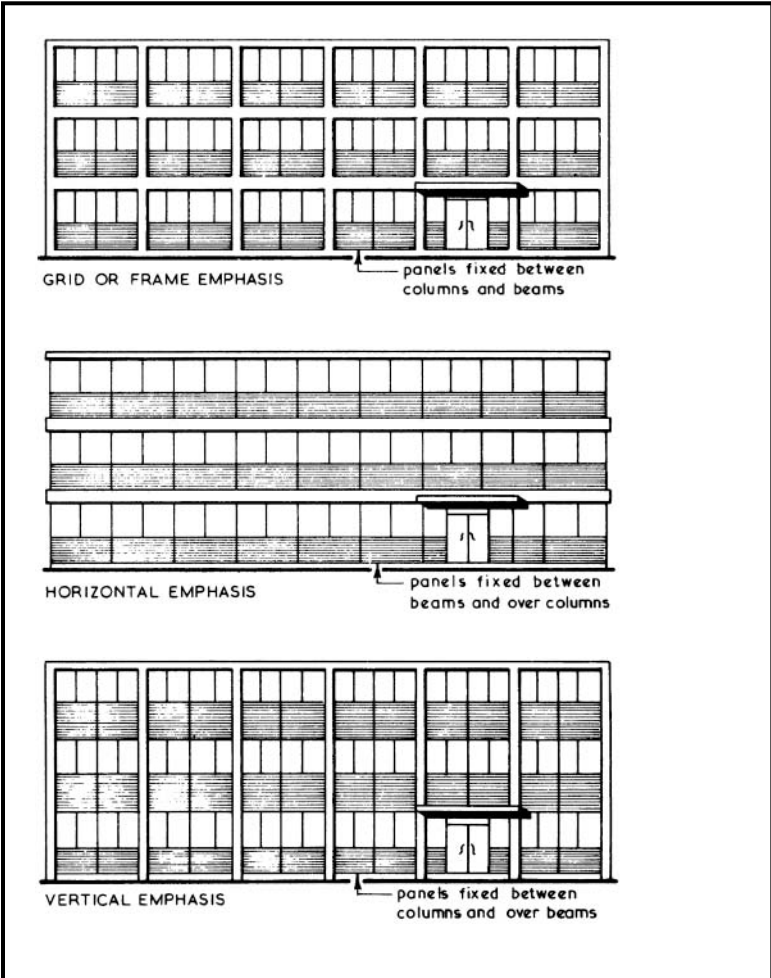 GRID OR FRAME EMPHASIS
panels fixed between
columns and beams
HORIZONTAL EMPHASIS
panels fixed between
beams and over columns
VERTICAL EMPHASIS
panels fixed between
columns and over beams